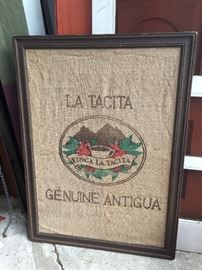 LA TACITA
FINCA LA TACITA
GENUINE ANTIGUA